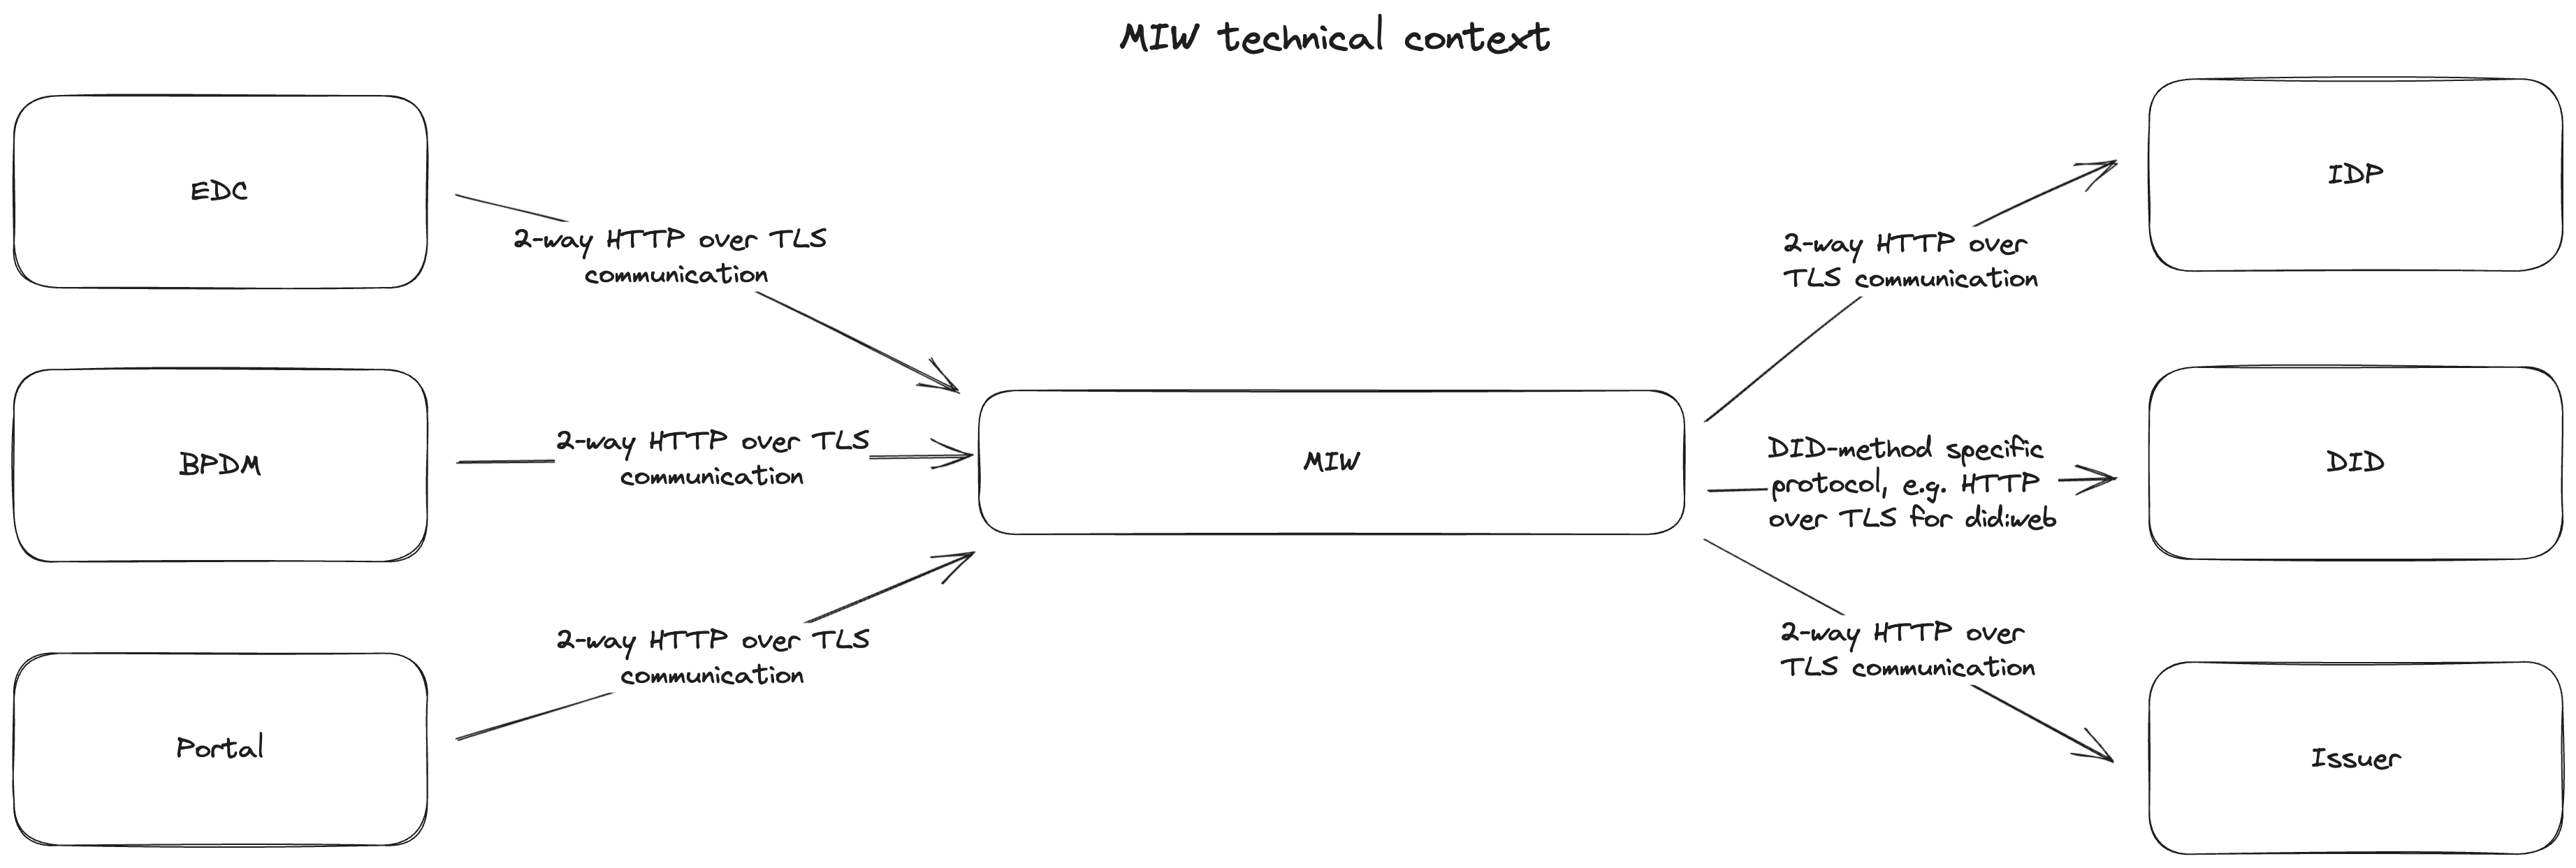 MIW technical context
EDC
2-way HTTP over TLS
communication
BPDM
2-way HTTP over TLS
communication
Portal
2-way HTTP over TLS
communication
MIW
2-way HTTP over
TLS communication
IDP
DID-method specific
protocol, e.g. HTTP
over TLS for did:web
DID
2-way HTTP over
TLS communication
Issuer